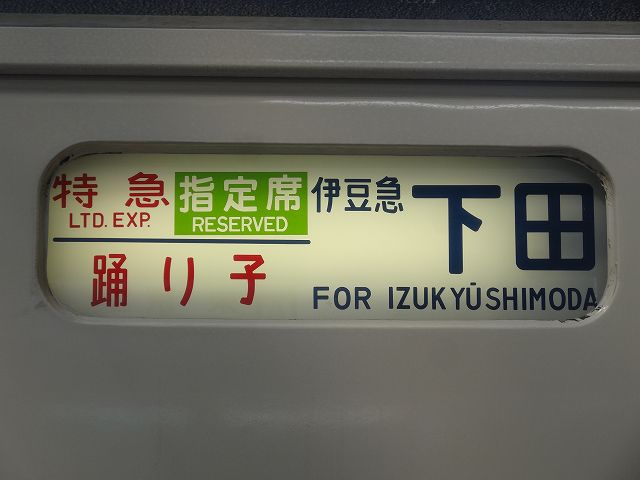 特急
LTD. EXP.
指定席
RESERVED
踊り子
伊豆急下田
FOR IZUKYŪSHIMODA